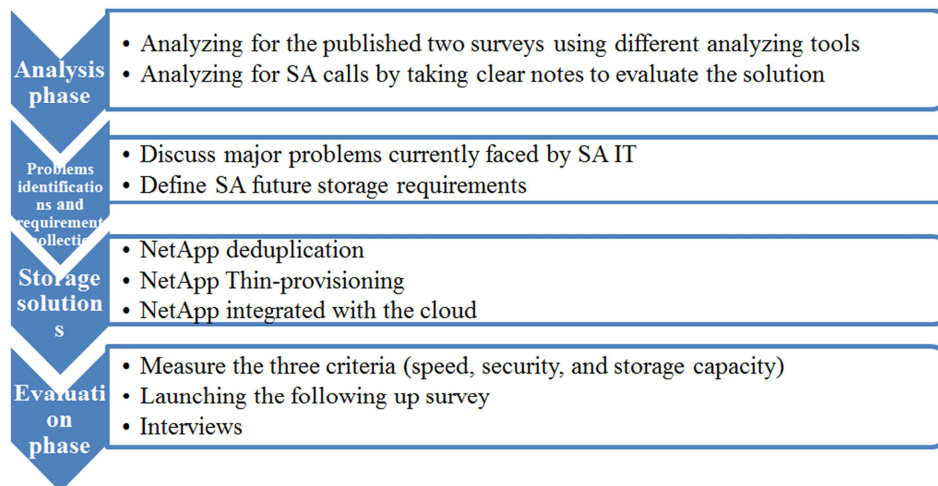 Analysis
phase
• Analyzing for the published two surveys using different analyzing tools
• Analyzing for SA calls by taking clear notes to evaluate the solution
Problems
identificatio
ns and
requirement
collectio
• Discuss major problems currently faced by SA IT
• Define SA future storage requirements
Storage
solution
s
• NetApp deduplication
• NetApp Thin-provisioning
• NetApp integrated with the cloud
Evaluati
on
phase
• Measure the three criteria (speed, security, and storage capacity)
• Launching the following up survey
• Interviews